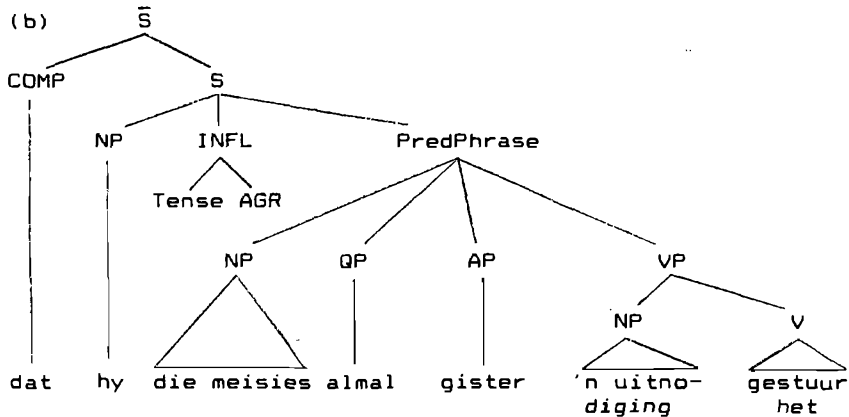 (b) S̄
COMP S
NP INFL PredPhrase
Tense AGR
NP QP AP VP
NP V
dat hy die meisies almal gister 'n uitno- gestuur
diging het